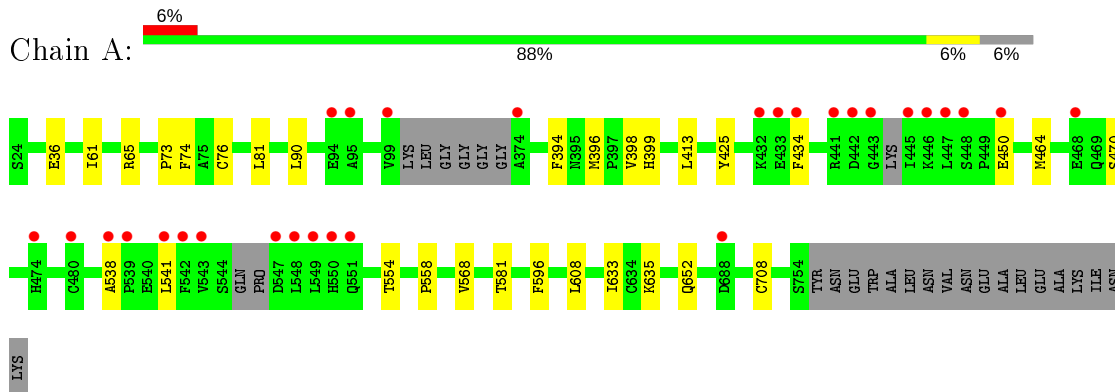 6%
Chain A:
88% 6% 6%
S24 E36 I61 R65 P73 F74 A75 C76 L81 L90 E94 A95 V99 LYS LEU GLY GLY GLY GLY A374 F394 N395 M396 P397 V398 H399 L413 Y425 K432 E433 F434 R441 D442 G443 LYS I445 K446 L447 S448 P449 E450 M464 E468 Q469 S470
H474 C480 A538 P539 E540 L541 F542 V543 S544 GLN PRO D547 L548 L549 H550 Q551 T554 P558 V568 T581 F596 L608 I633 C634 K635 Q652 D688 C708 S754 TYR ASN GLU TRP ALA LEU ASN VAL ASN GLU ALA LEU GLU ALA LYS ILE ASN
LYS